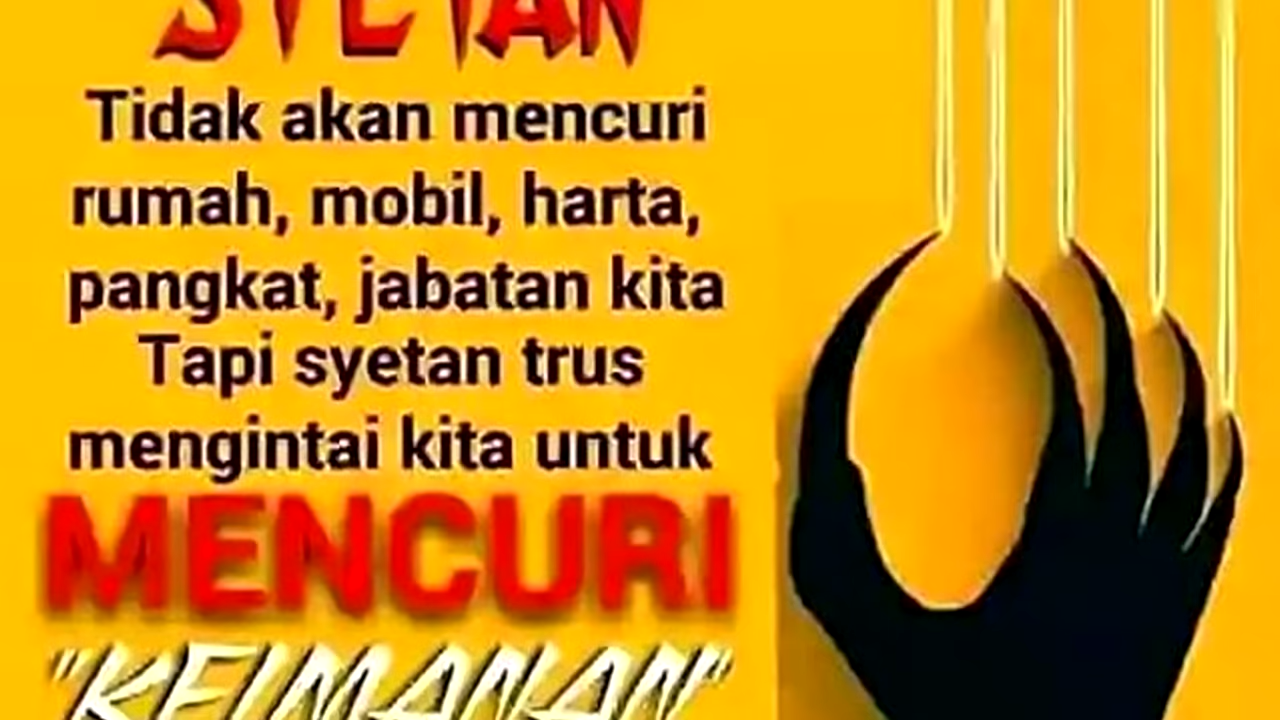 SYETAN
Tidak akan mencuri
rumah, mobil, harta,
pangkat, jabatan kita
Tapi syetan trus
mengintai kita untuk
MENCURI
"KEIMANAN"